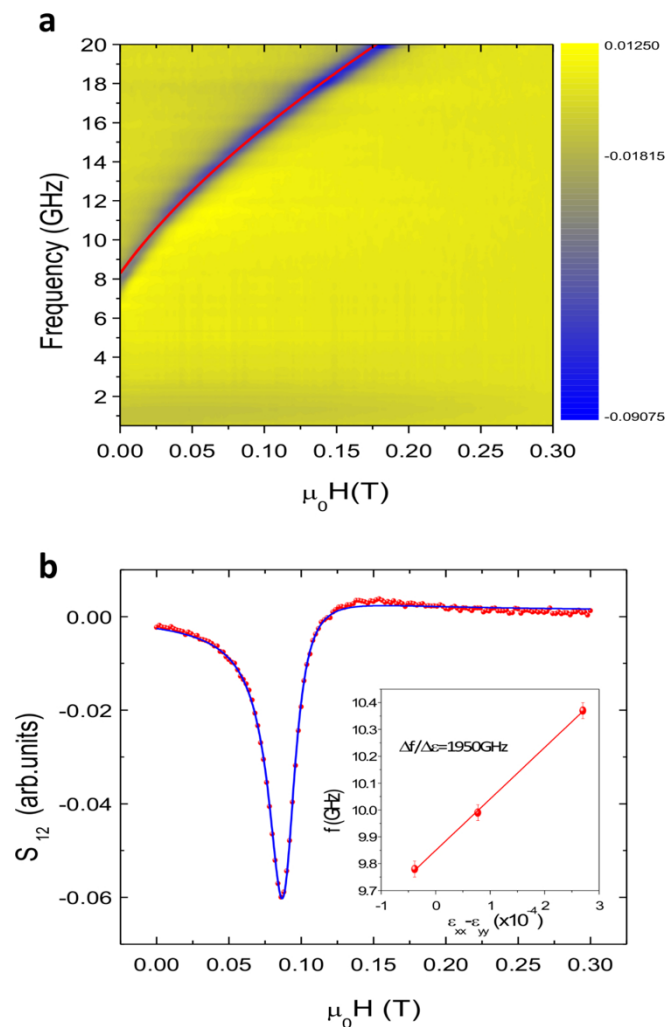 a
20
18
16
14
12
10
8
6
4
2
Frequency (GHz)
0.00 0.05 0.10 0.15 0.20 0.25 0.30
μ₀H(T)
0.01250
-0.01815
-0.09075
b
0.00
-0.02
-0.04
-0.06
S₁₂ (arb.units)
0.00 0.05 0.10 0.15 0.20 0.25 0.30
μ₀H (T)
10.4
10.3
10.2
10.1
10.0
9.9
9.8
9.7
f (GHz)
Δf/Δε=1950GHz
-1 0 1 2 3
εₓₓ-εᵧᵧ (x10⁻⁴)